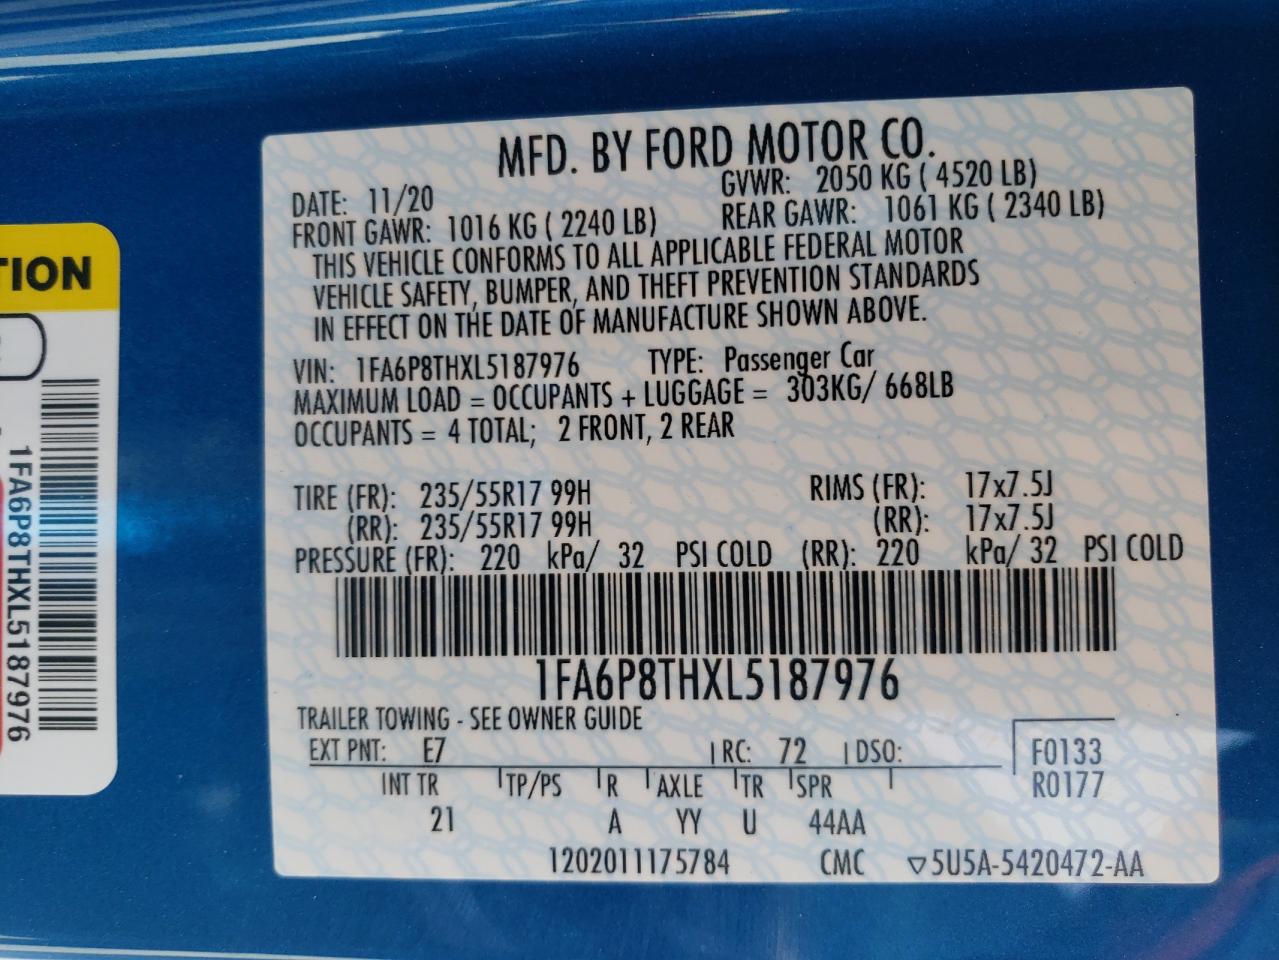 MFD. BY FORD MOTOR CO.
DATE: 11/20 GVWR: 2050 KG ( 4520 LB)
FRONT GAWR: 1016 KG ( 2240 LB) REAR GAWR: 1061 KG ( 2340 LB)
THIS VEHICLE CONFORMS TO ALL APPLICABLE FEDERAL MOTOR
VEHICLE SAFETY, BUMPER, AND THEFT PREVENTION STANDARDS
IN EFFECT ON THE DATE OF MANUFACTURE SHOWN ABOVE.
VIN: 1FA6P8THXL5187976 TYPE: Passenger Car
MAXIMUM LOAD = OCCUPANTS + LUGGAGE = 303KG/ 668LB
OCCUPANTS = 4 TOTAL; 2 FRONT, 2 REAR
TIRE (FR): 235/55R17 99H RIMS (FR): 17x7.5J
(RR): 235/55R17 99H (RR): 17x7.5J
PRESSURE (FR): 220 kPa/ 32 PSI COLD (RR): 220 kPa/ 32 PSI COLD
1FA6P8THXL5187976
TRAILER TOWING - SEE OWNER GUIDE
EXT PNT: E7 RC: 72 DSO: F0133
INT TR TP/PS R AXLE TR SPR R0177
21 A YY U 44AA
1202011175784 CMC ▽5U5A-5420472-AA
TION
1FA6P8THXL5187976